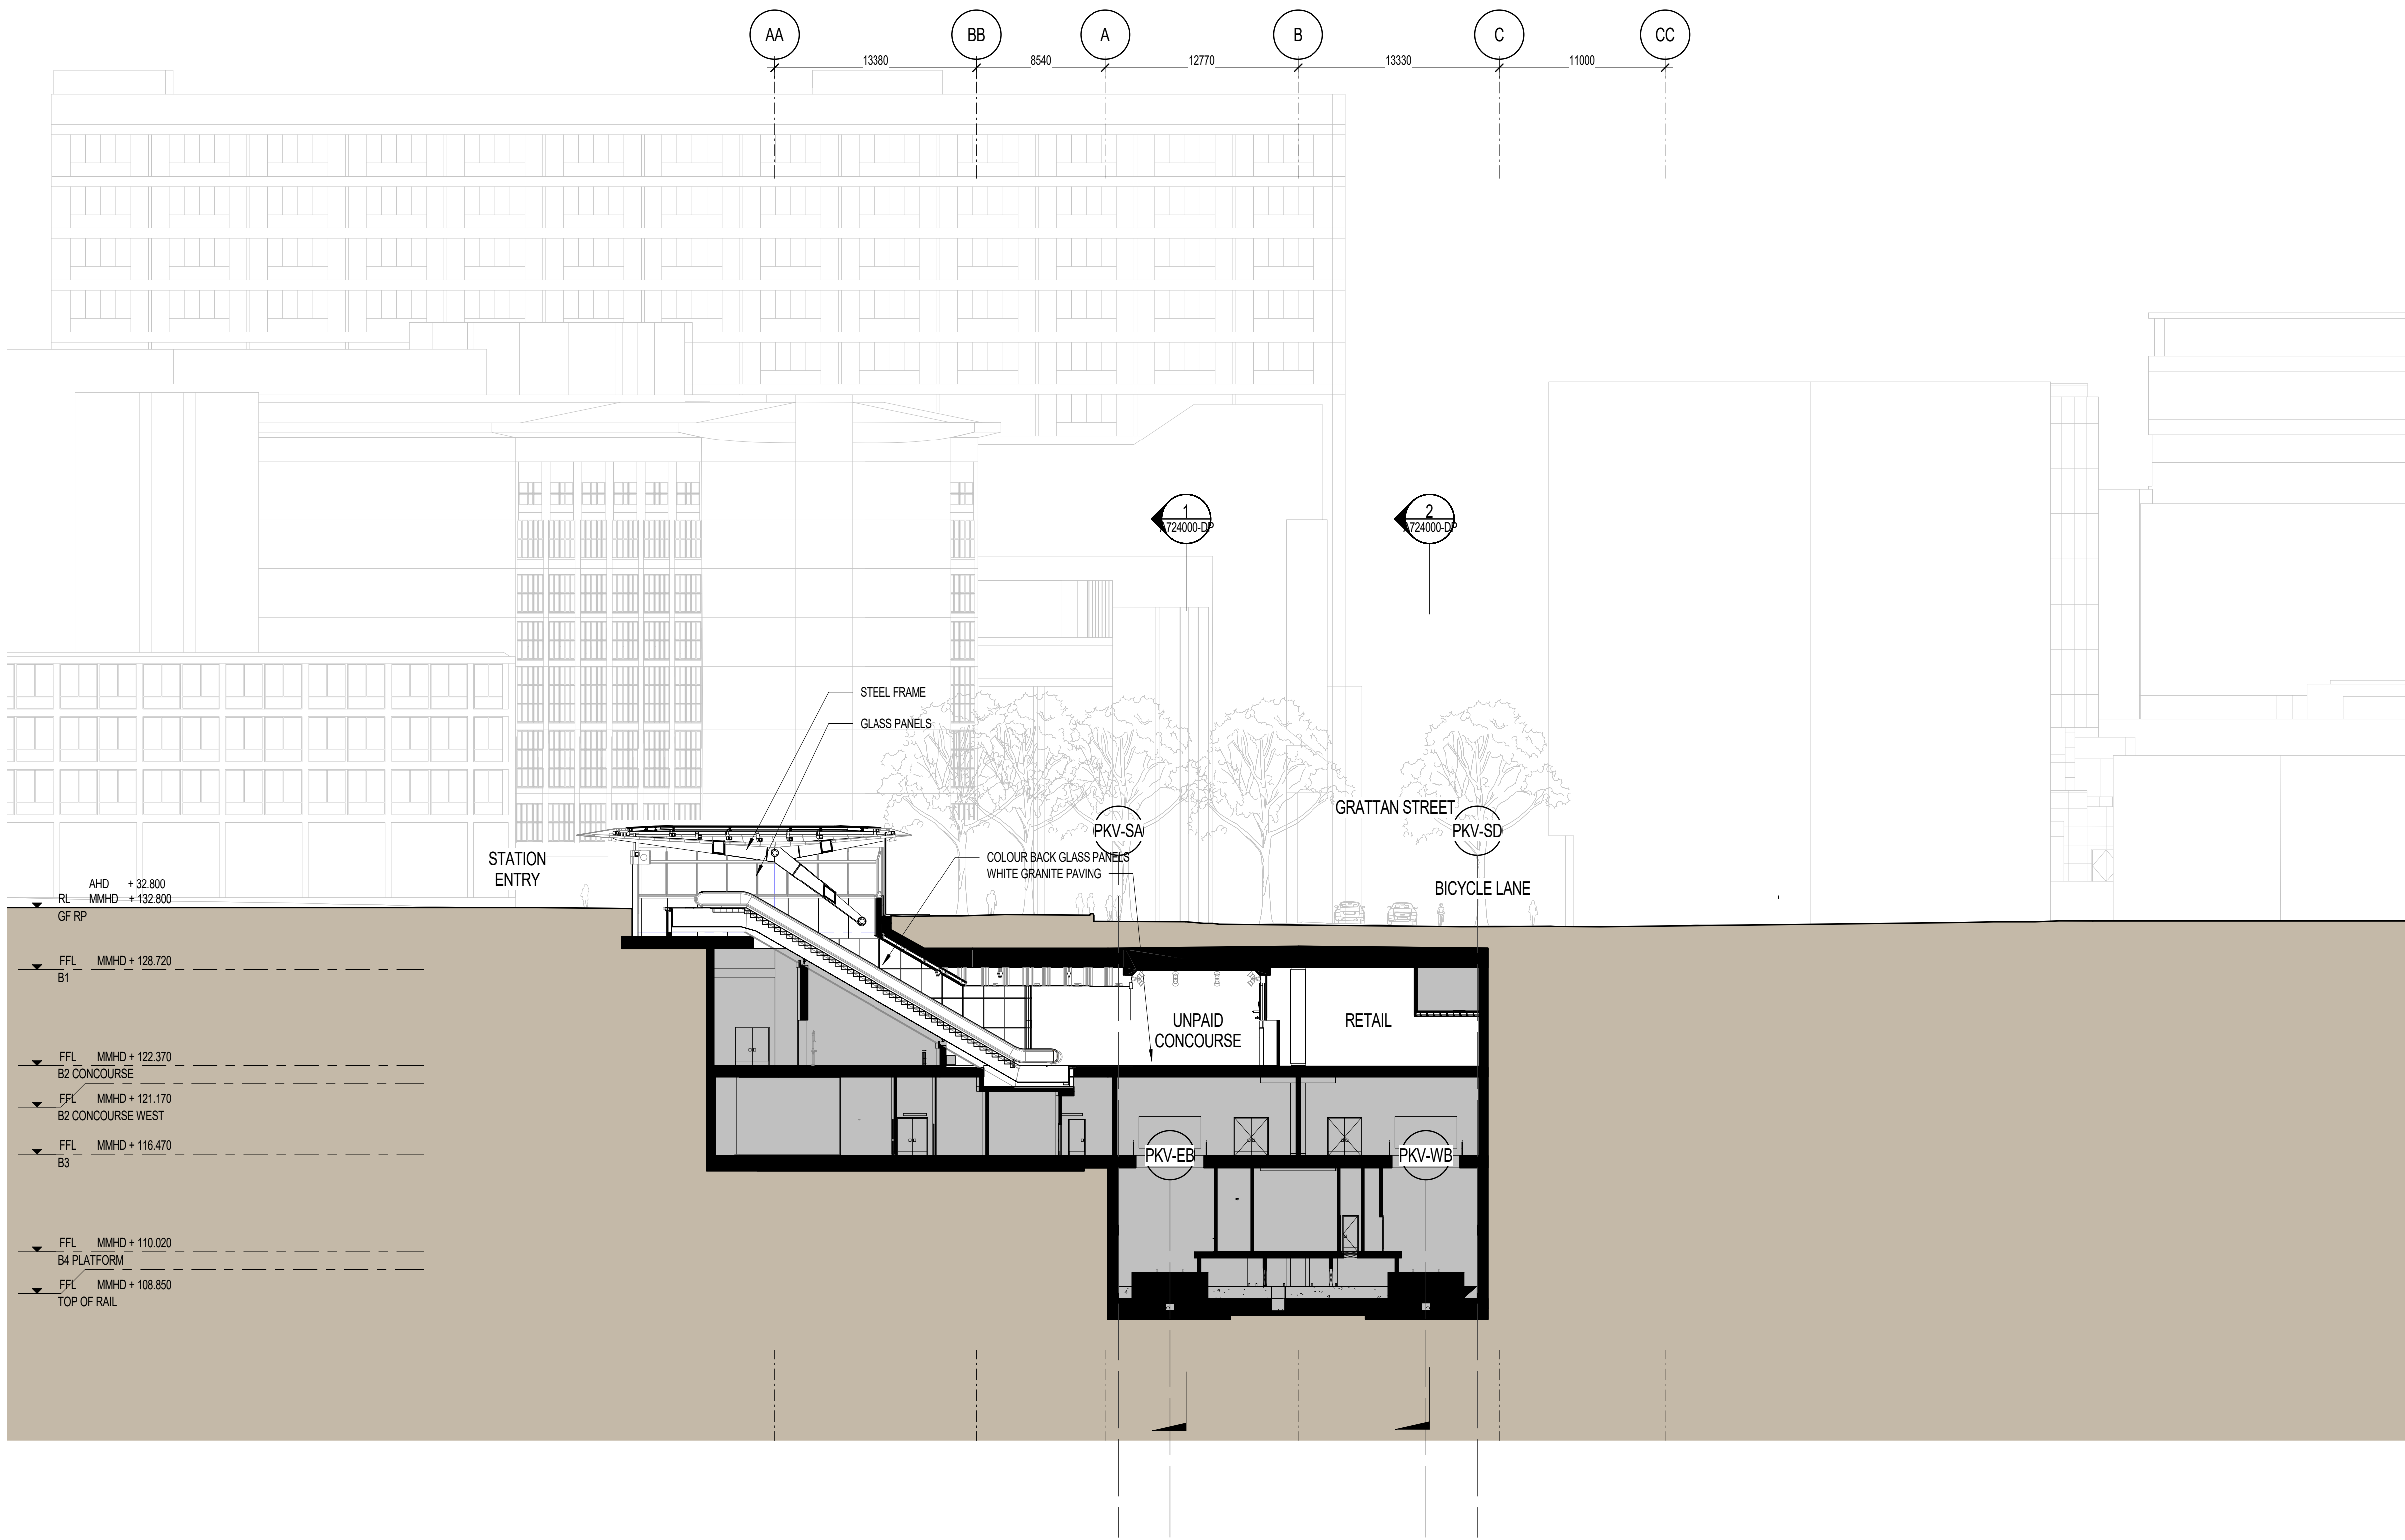 AA
BB
A
B
C
CC
13380
8540
12770
13330
11000
1
A724000-DP
2
A724000-DP
STEEL FRAME
GLASS PANELS
GRATTAN STREET
PKV-SA
PKV-SD
STATION
ENTRY
COLOUR BACK GLASS PANELS
WHITE GRANITE PAVING
BICYCLE LANE
AHD + 32.800
RL MMHD + 132.800
GF RP
FFL MMHD + 128.720
B1
UNPAID
CONCOURSE
RETAIL
FFL MMHD + 122.370
B2 CONCOURSE
FFL MMHD + 121.170
B2 CONCOURSE WEST
FFL MMHD + 116.470
B3
PKV-EB
PKV-WB
FFL MMHD + 110.020
B4 PLATFORM
FFL MMHD + 108.850
TOP OF RAIL